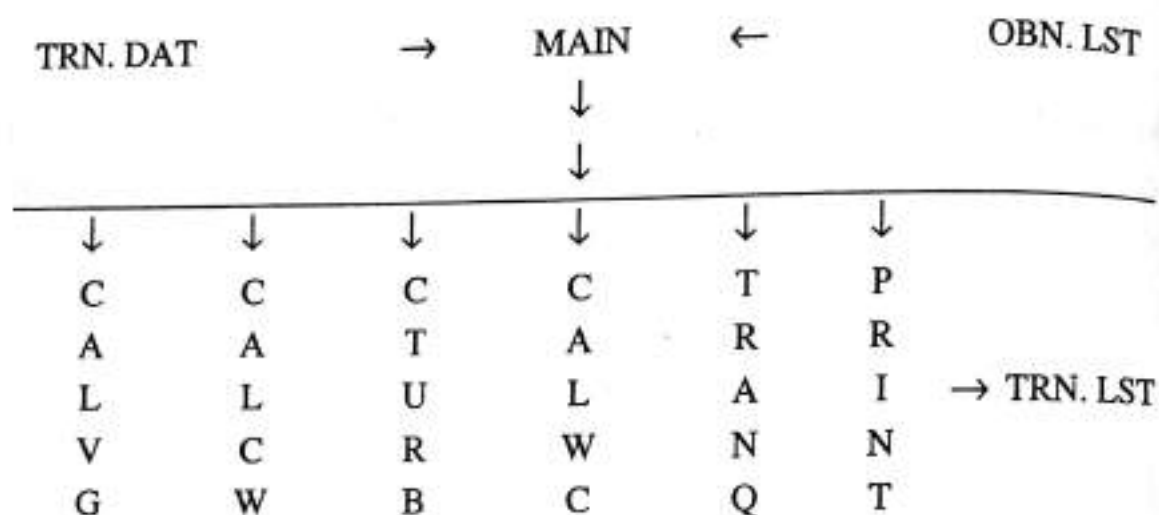 TRN. DAT → MAIN ← OBN. LST
↓
↓
↓ ↓ ↓ ↓ ↓ ↓
C C C C T P
A A T A R R
L L U L A I → TRN. LST
V C R W N N
G W B C Q T